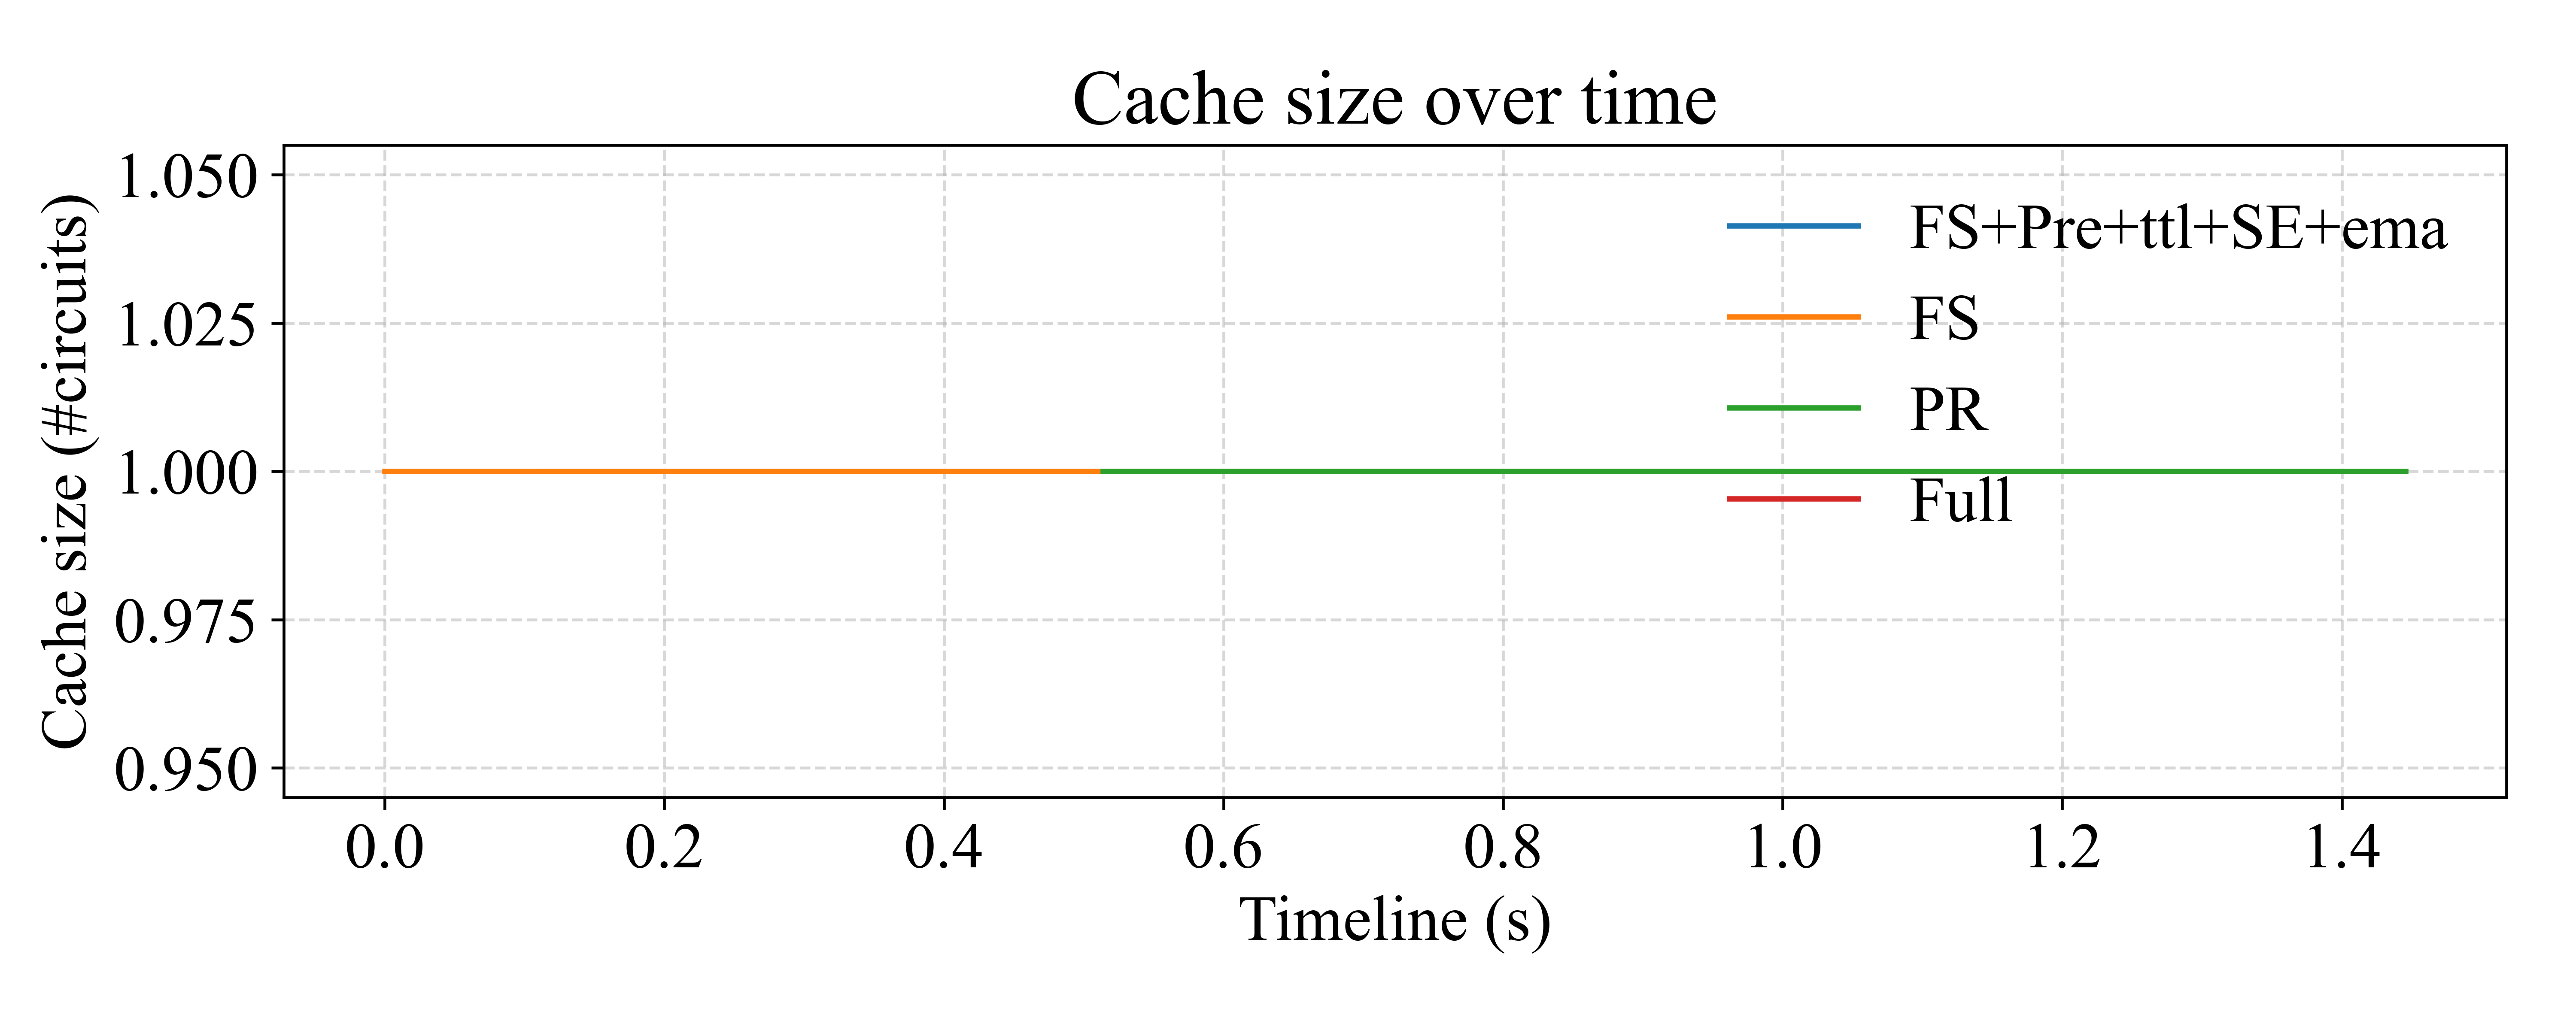 Cache size over time
Cache size (#circuits)
1.050
1.025
1.000
0.975
0.950
FS+Pre+ttl+SE+ema
FS
PR
Full
0.0 0.2 0.4 0.6 0.8 1.0 1.2 1.4
Timeline (s)